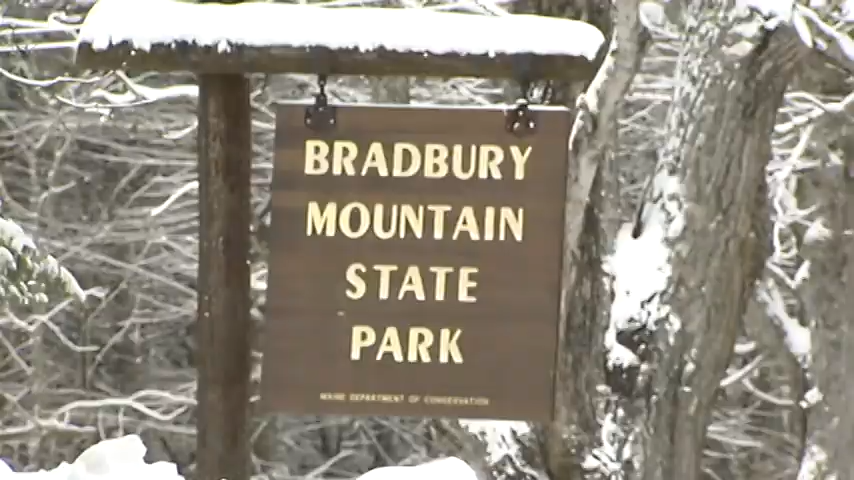 BRADBURY
MOUNTAIN
STATE
PARK
MAINE DEPARTMENT OF CONSERVATION